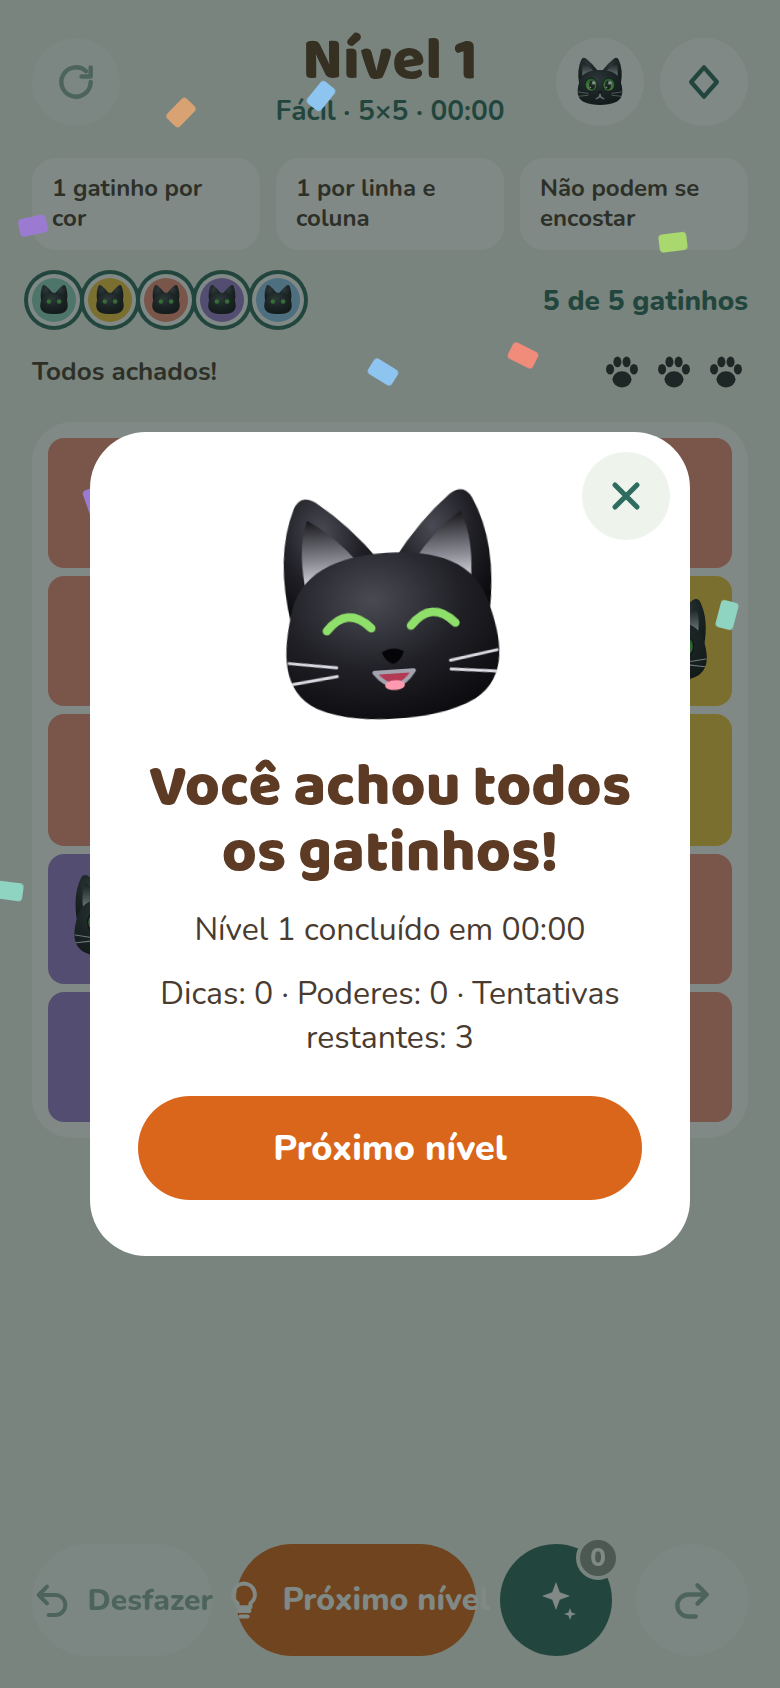 Nível 1
Fácil · 5×5 · 00:00
1 gatinho por
cor
1 por linha e
coluna
Não podem se
encostar
5 de 5 gatinhos
Todos achados!
Você achou todos
os gatinhos!
Nível 1 concluído em 00:00
Dicas: 0 · Poderes: 0 · Tentativas
restantes: 3
Próximo nível
Desfazer
Próximo nível
0